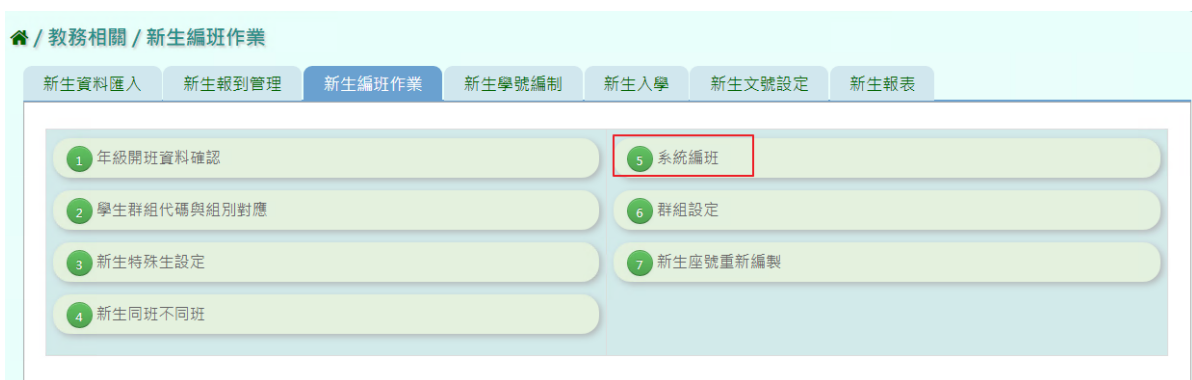 / 教務相關 / 新生編班作業
新生資料匯入 新生報到管理 新生編班作業 新生學號編制 新生入學 新生文號設定 新生報表
1 年級開班資料確認
2 學生群組代碼與組別對應
3 新生特殊生設定
4 新生同班不同班
5 系統編班
6 群組設定
7 新生座號重新編製